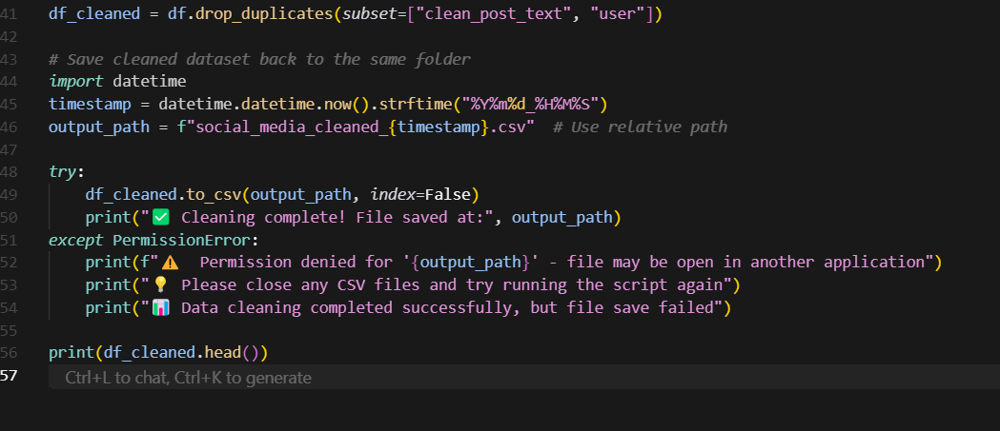 41 df_cleaned = df.drop_duplicates(subset=["clean_post_text", "user"])
42
43 # Save cleaned dataset back to the same folder
44 import datetime
45 timestamp = datetime.datetime.now().strftime("%Y%m%d_%H%M%S")
46 output_path = f"social_media_cleaned_{timestamp}.csv"  # Use relative path
47
48 try:
49     df_cleaned.to_csv(output_path, index=False)
50     print("✅ Cleaning complete! File saved at:", output_path)
51 except PermissionError:
52     print(f"⚠️  Permission denied for '{output_path}' - file may be open in another application")
53     print("💡 Please close any CSV files and try running the script again")
54     print("📊 Data cleaning completed successfully, but file save failed")
55
56 print(df_cleaned.head())
57 Ctrl+L to chat, Ctrl+K to generate